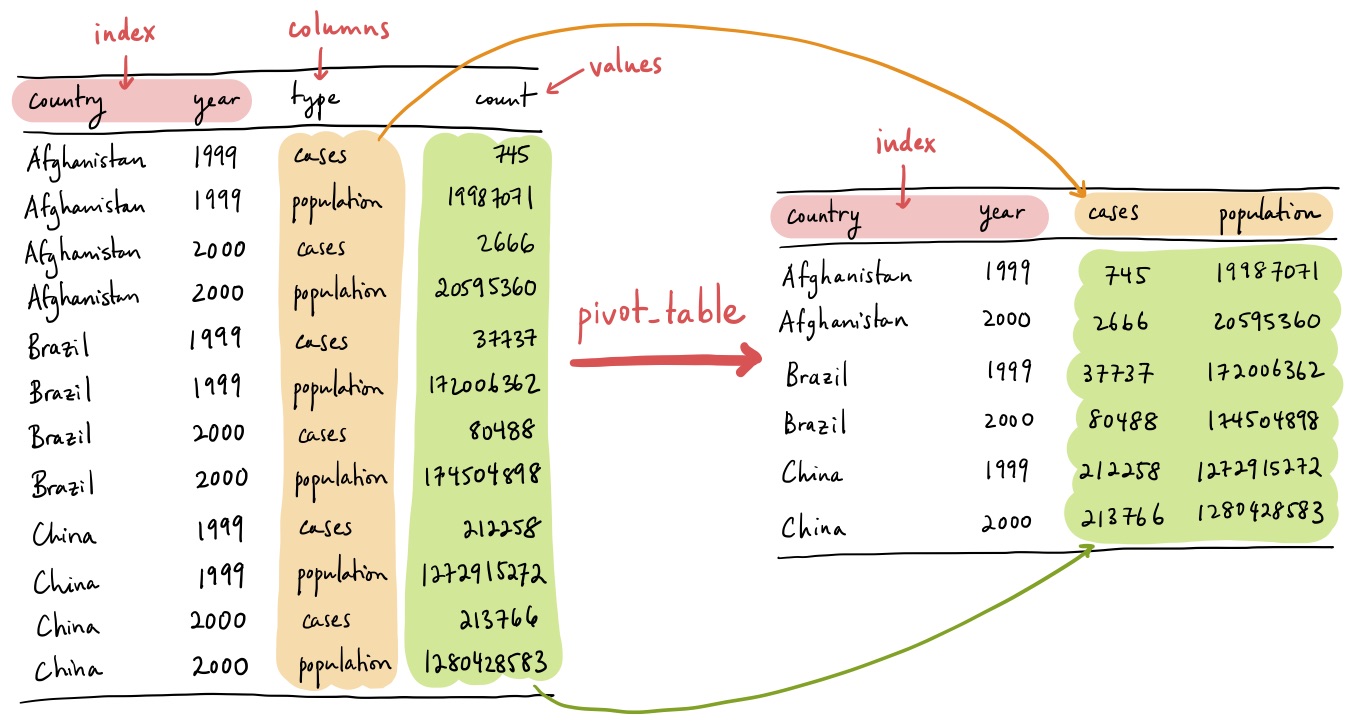 index
columns
values
country year type count
Afghanistan 1999 cases 745
Afghanistan 1999 population 19987071
Afghanistan 2000 cases 2666
Afghanistan 2000 population 20595360
Brazil 1999 cases 37737
Brazil 1999 population 172006362
Brazil 2000 cases 80488
Brazil 2000 population 174504898
China 1999 cases 212258
China 1999 population 1272915272
China 2000 cases 213766
China 2000 population 1280428583
pivot_table
index
country year cases population
Afghanistan 1999 745 19987071
Afghanistan 2000 2666 20595360
Brazil 1999 37737 172006362
Brazil 2000 80488 174504898
China 1999 212258 1272915272
China 2000 213766 1280428583